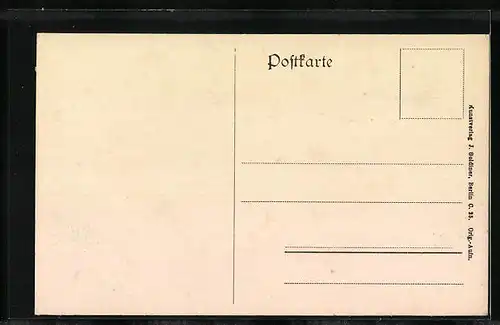 Postkarte
Kunstverlag J. Goldiner, Berlin C. 25. Orig.-Aufn.